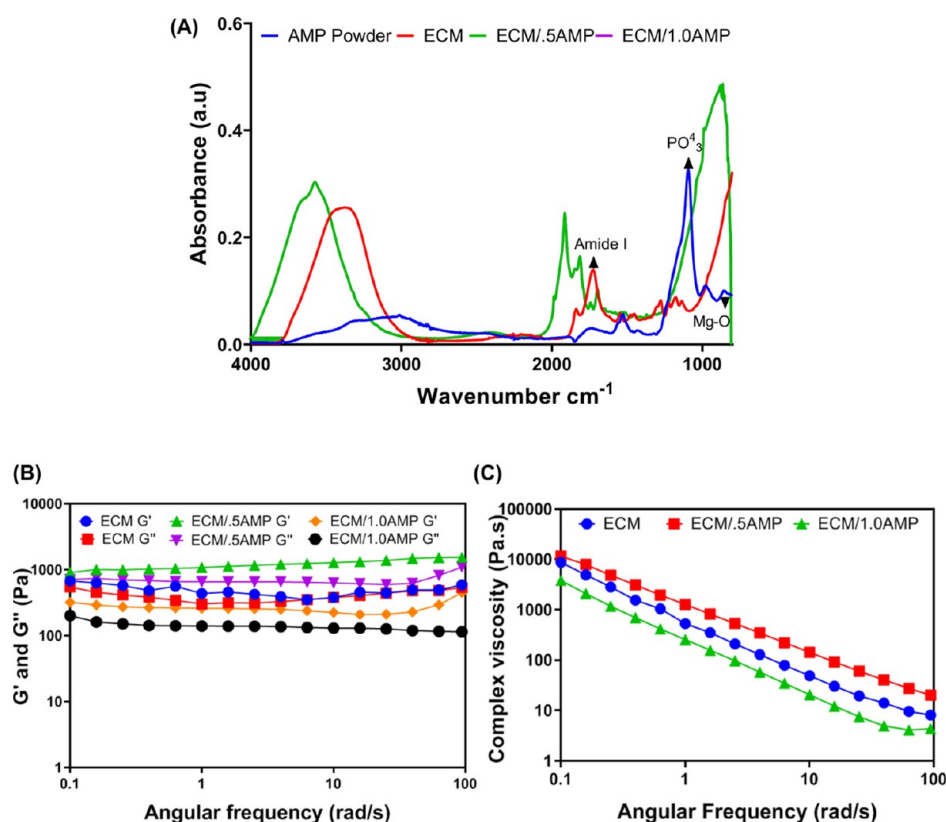 (A)
0.6
AMP Powder ECM ECM/.5AMP ECM/1.0AMP
0.4
PO⁴₃
Absorbance (a.u)
0.2
Amide I
Mg-O
0.0
4000 3000 2000 1000
Wavenumber cm⁻¹
(B)
10000
ECM G' ECM/.5AMP G' ECM/1.0AMP G'
ECM G" ECM/.5AMP G" ECM/1.0AMP G"
1000
G' and G" (Pa)
100
10
1
0.1 1 10 100
Angular frequency (rad/s)
(C)
100000
ECM ECM/.5AMP ECM/1.0AMP
10000
1000
Complex viscosity (Pa.s)
100
10
1
0.1 1 10 100
Angular Frequency (rad/s)